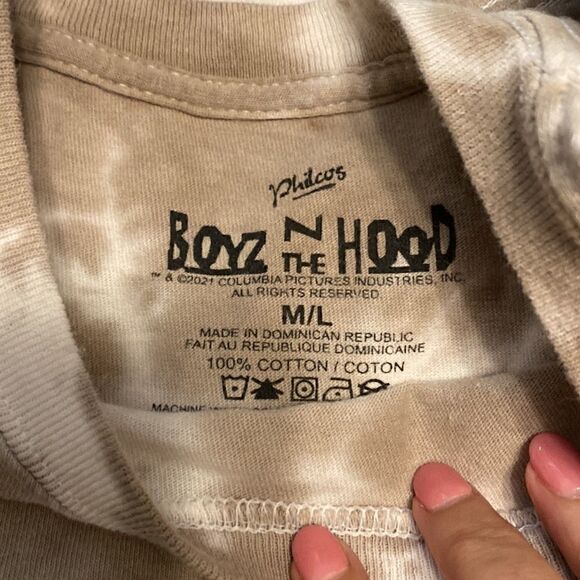 Philcos
BOYZ N THE HOOD
™ & ©2021 COLUMBIA PICTURES INDUSTRIES, INC.
ALL RIGHTS RESERVED.
M/L
MADE IN DOMINICAN REPUBLIC
FAIT AU REPUBLIQUE DOMINICAINE
100% COTTON / COTON
MACHINE